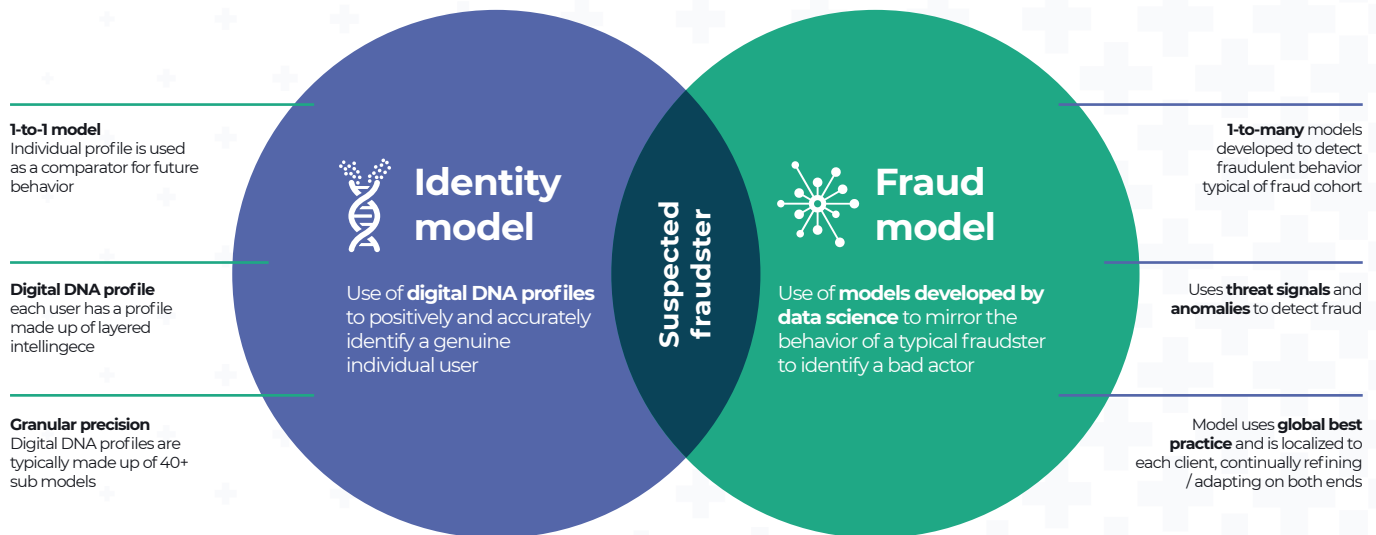 1-to-1 model
Individual profile is used
as a comparator for future
behavior
Digital DNA profile
each user has a profile
made up of layered
intellingece
Granular precision
Digital DNA profiles are
typically made up of 40+
sub models
Identity
model
Use of digital DNA profiles
to positively and accurately
identify a genuine
individual user
Suspected
fraudster
Fraud
model
Use of models developed by
data science to mirror the
behavior of a typical fraudster
to identify a bad actor
1-to-many models
developed to detect
fraudulent behavior
typical of fraud cohort
Uses threat signals and
anomalies to detect fraud
Model uses global best
practice and is localized to
each client, continually refining
/ adapting on both ends